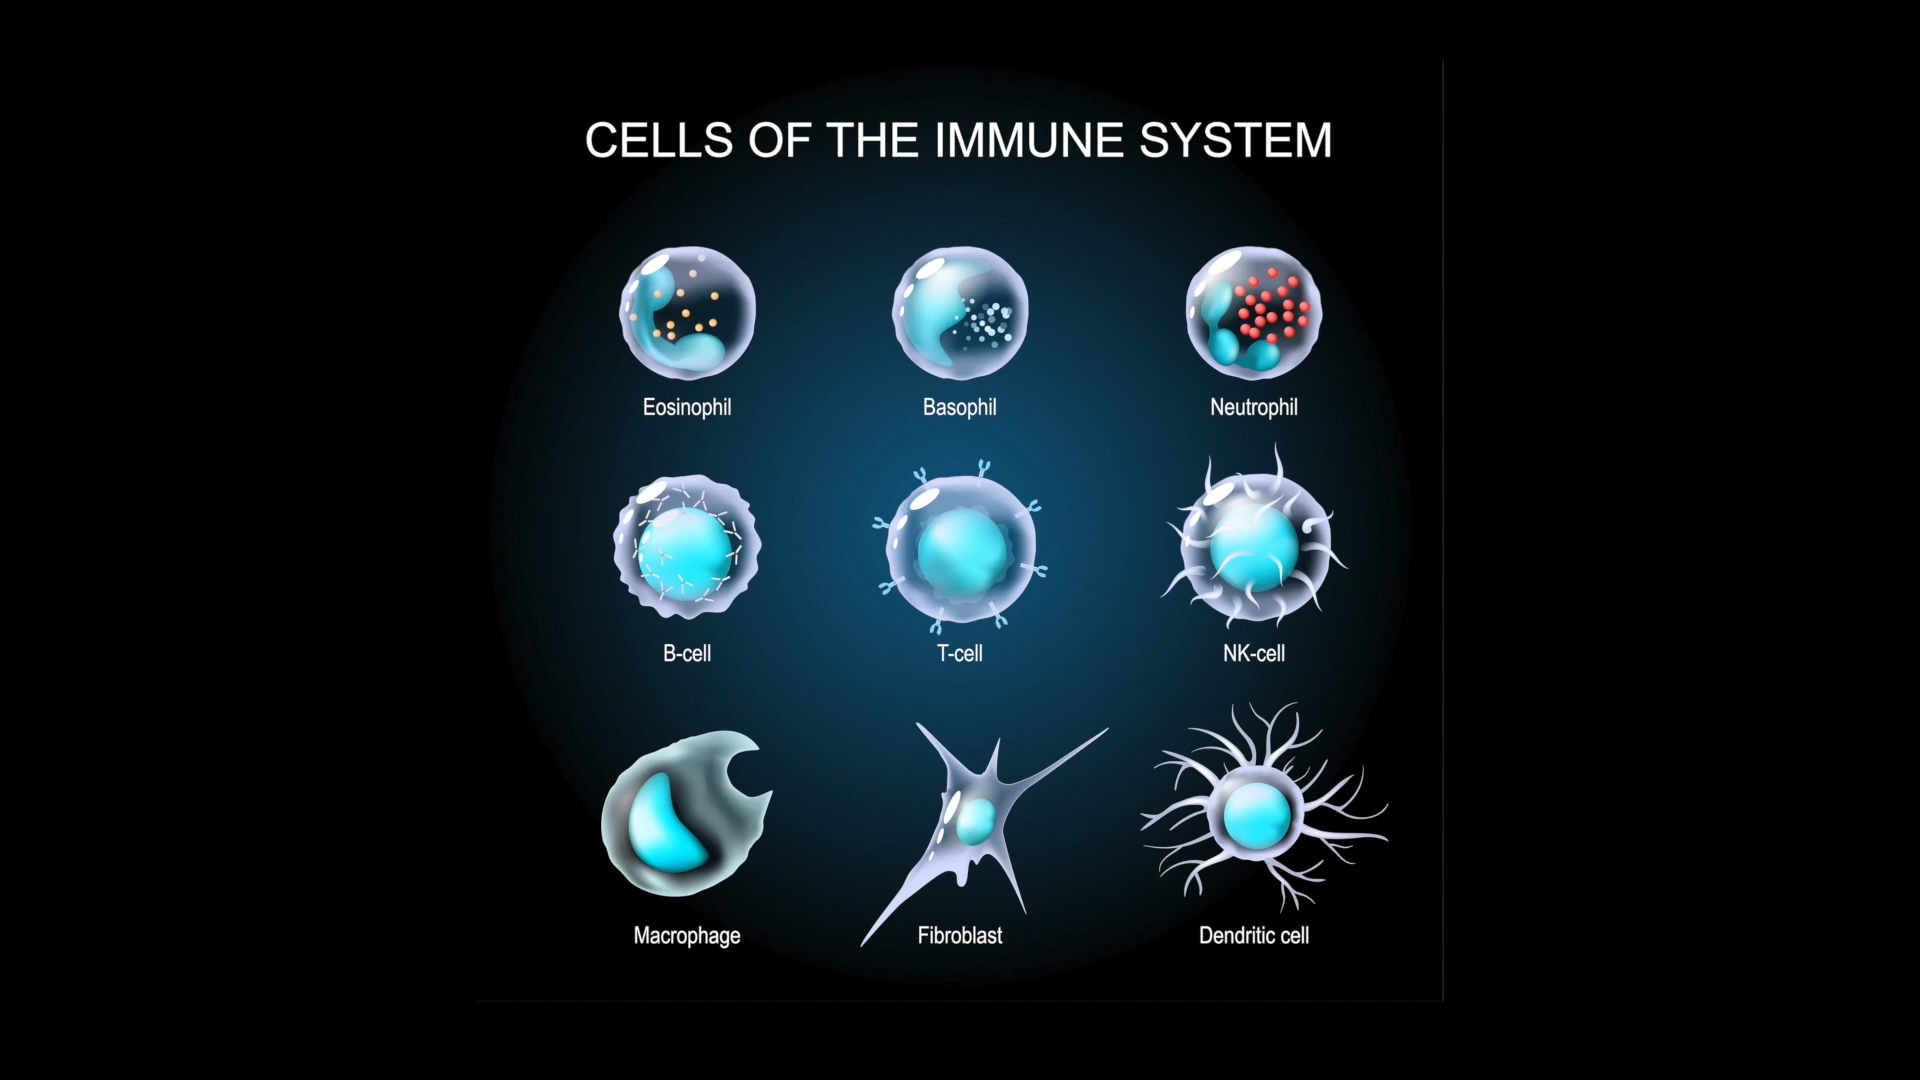 CELLS OF THE IMMUNE SYSTEM
Eosinophil
Basophil
Neutrophil
B-cell
T-cell
NK-cell
Macrophage
Fibroblast
Dendritic cell